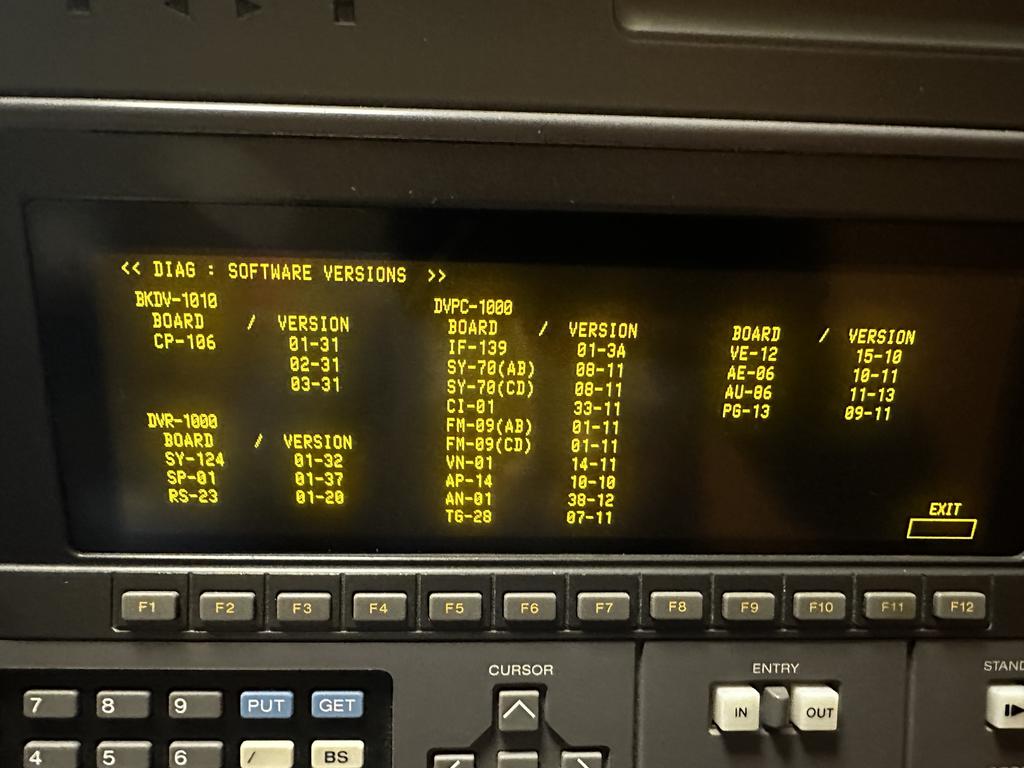 << DIAG : SOFTWARE VERSIONS >>
BKDV-1010
BOARD / VERSION
CP-106 01-31
02-31
03-31
DVR-1000
BOARD / VERSION
SY-124 01-32
SP-01 01-37
RS-23 01-20
DVPC-1000
BOARD / VERSION
IF-139 01-3A
SY-70(AB) 08-11
SY-70(CD) 08-11
CI-01 33-11
FM-09(AB) 01-11
FM-09(CD) 01-11
VN-01 14-11
AP-14 10-10
AN-01 38-12
TG-28 07-11
BOARD / VERSION
VE-12 15-10
AE-06 10-11
AU-86 11-13
PG-13 09-11
EXIT
F1 F2 F3 F4 F5 F6 F7 F8 F9 F10 F11 F12
CURSOR
ENTRY
STAND
7 8 9 PUT GET
IN OUT
4 5 6 / BS